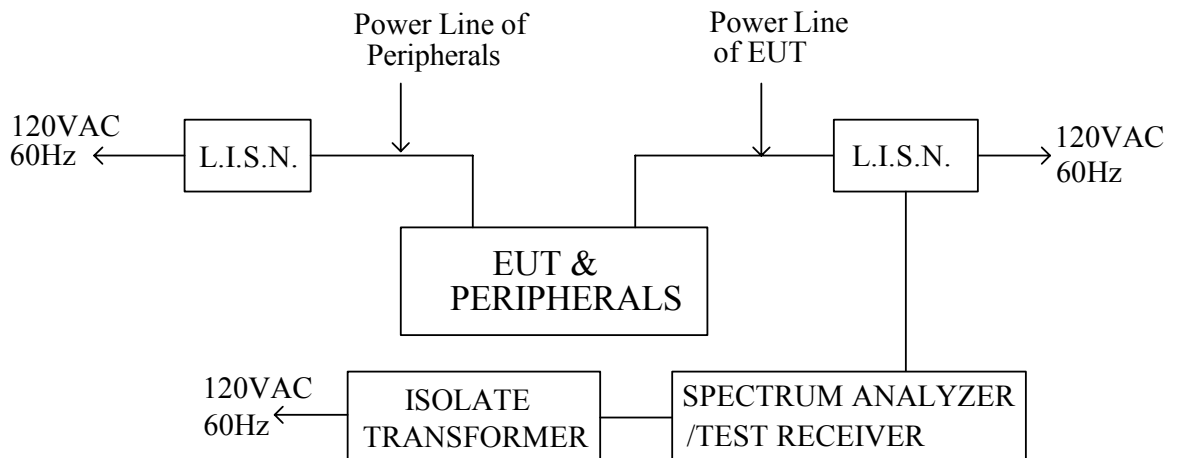 Power Line of
Peripherals
Power Line
of EUT
120VAC
60Hz
L.I.S.N.
L.I.S.N.
120VAC
60Hz
EUT &
PERIPHERALS
120VAC
60Hz
ISOLATE
TRANSFORMER
SPECTRUM ANALYZER
/TEST RECEIVER